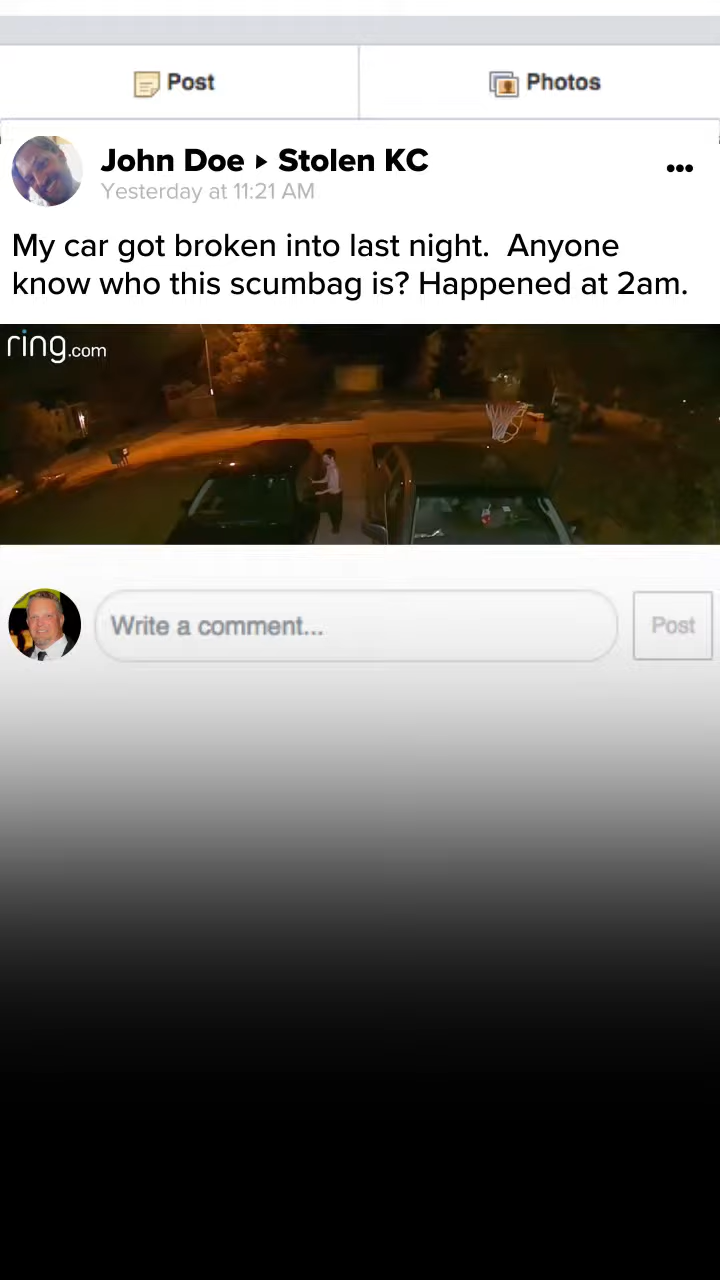 Post
Photos
John Doe ▸ Stolen KC
•••
Yesterday at 11:21 AM
My car got broken into last night.  Anyone
know who this scumbag is? Happened at 2am.
ring.com
Write a comment...
Post